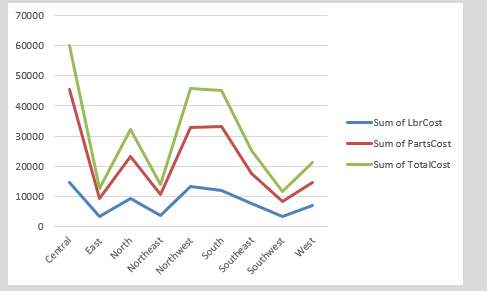 70000
60000
50000
40000
30000
20000
10000
0
Central
East
North
Northeast
Northwest
South
Southeast
Southwest
West
Sum of LbrCost
Sum of PartsCost
Sum of TotalCost